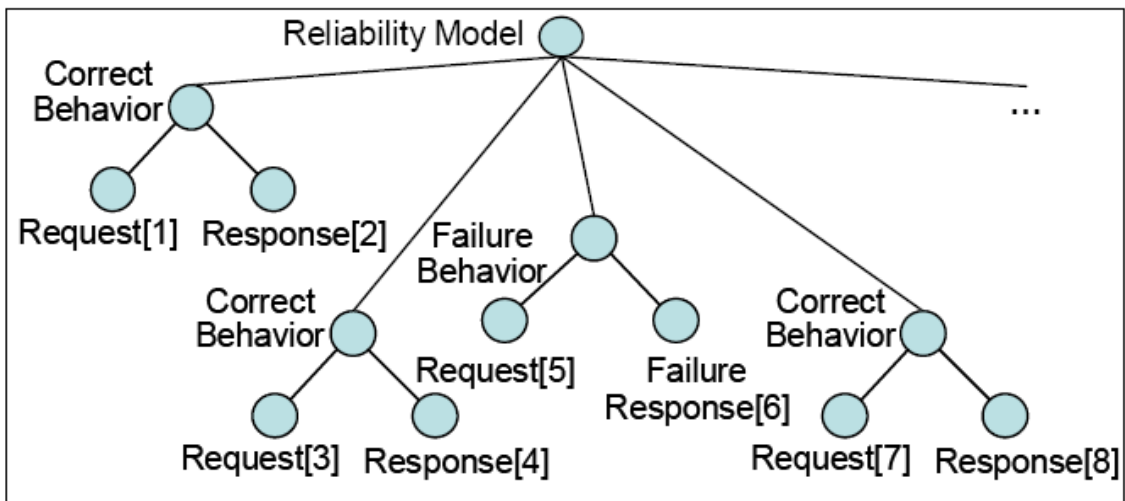 Reliability Model
Correct
Behavior
...
Request[1]
Response[2]
Failure
Behavior
Correct
Behavior
Correct
Behavior
Request[5]
Failure
Response[6]
Request[3]
Response[4]
Request[7]
Response[8]